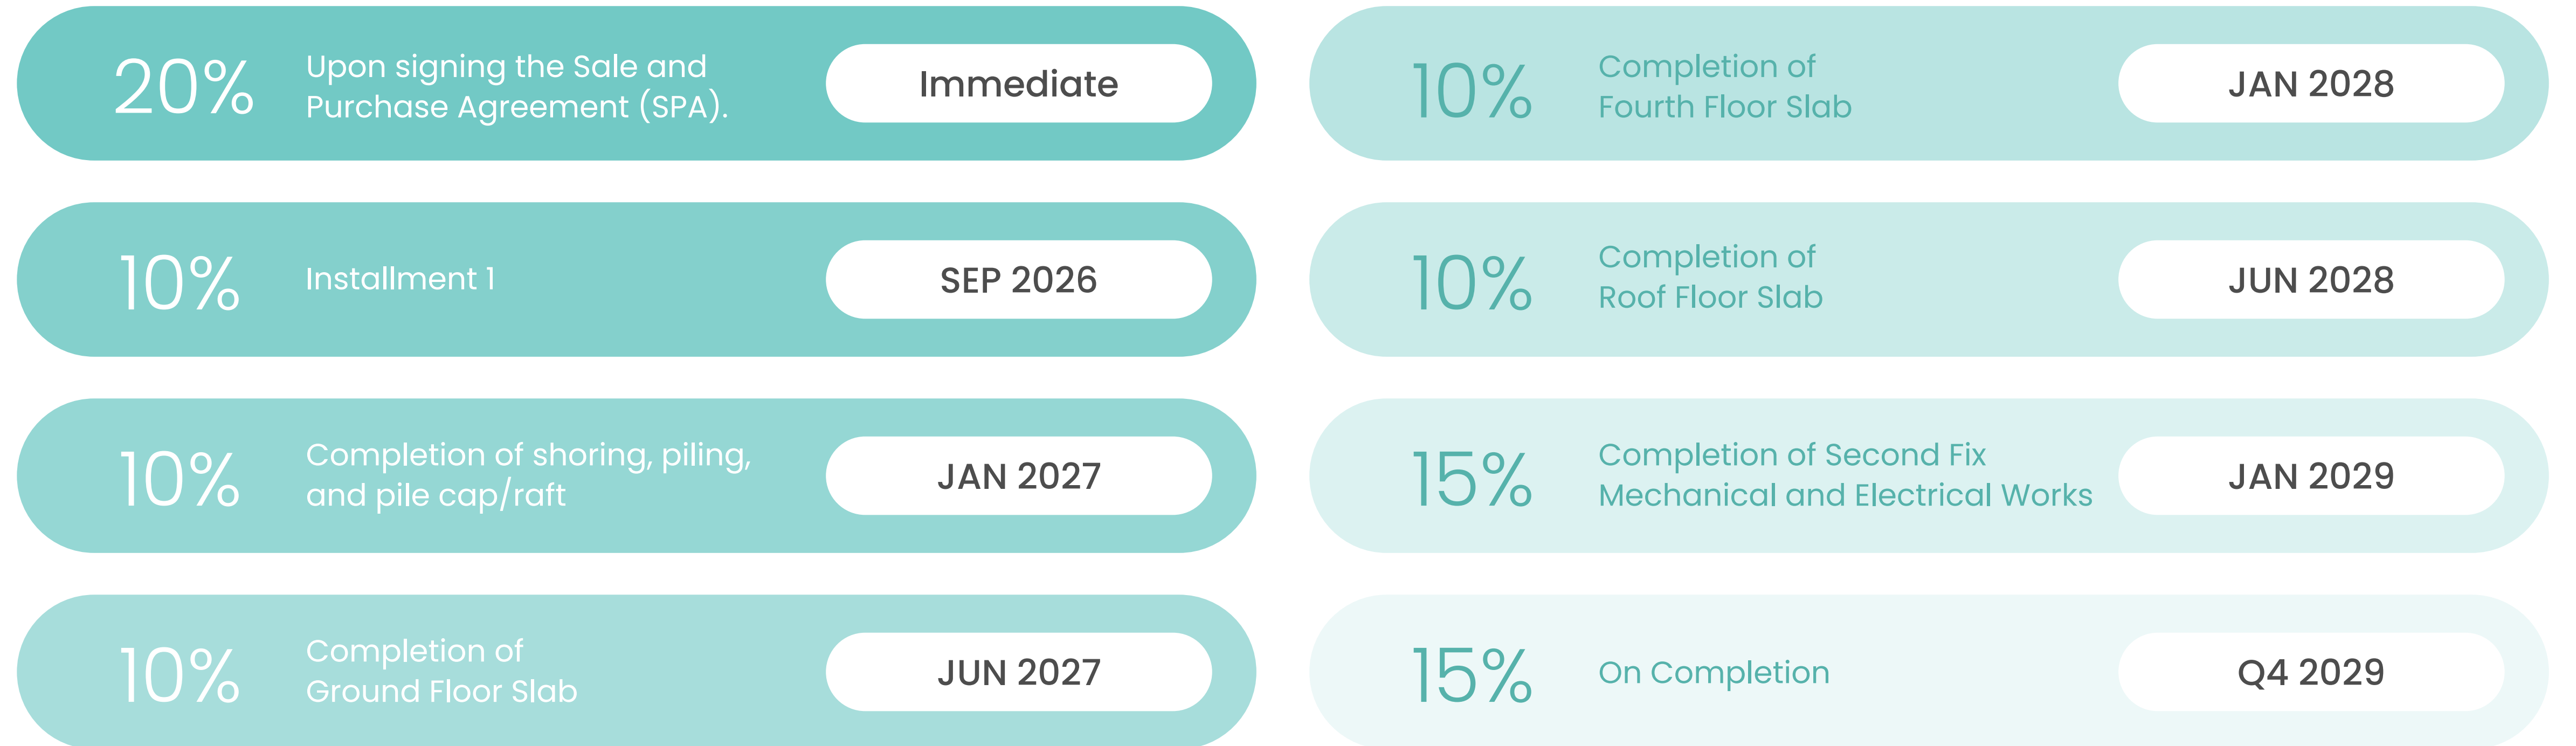 20%
Upon signing the Sale and
Purchase Agreement (SPA).
Immediate
10%
Installment 1
SEP 2026
10%
Completion of shoring, piling,
and pile cap/raft
JAN 2027
10%
Completion of
Ground Floor Slab
JUN 2027
10%
Completion of
Fourth Floor Slab
JAN 2028
10%
Completion of
Roof Floor Slab
JUN 2028
15%
Completion of Second Fix
Mechanical and Electrical Works
JAN 2029
15%
On Completion
Q4 2029